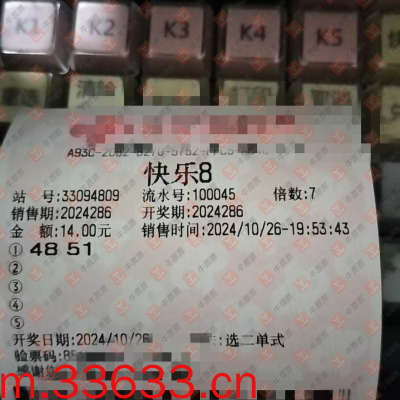 K1 K2 K3 K4 K5
快乐8
站 号:33094809 流水号:100045 倍数:7
销售期:2024286 开奖期:2024286
金 额:14.00元 销售时间:2024/10/26-19:53:43
① 48 51
②
③
④
⑤
开奖日期:2024/10/26 :选二单式
验票码:
m.33633.cn